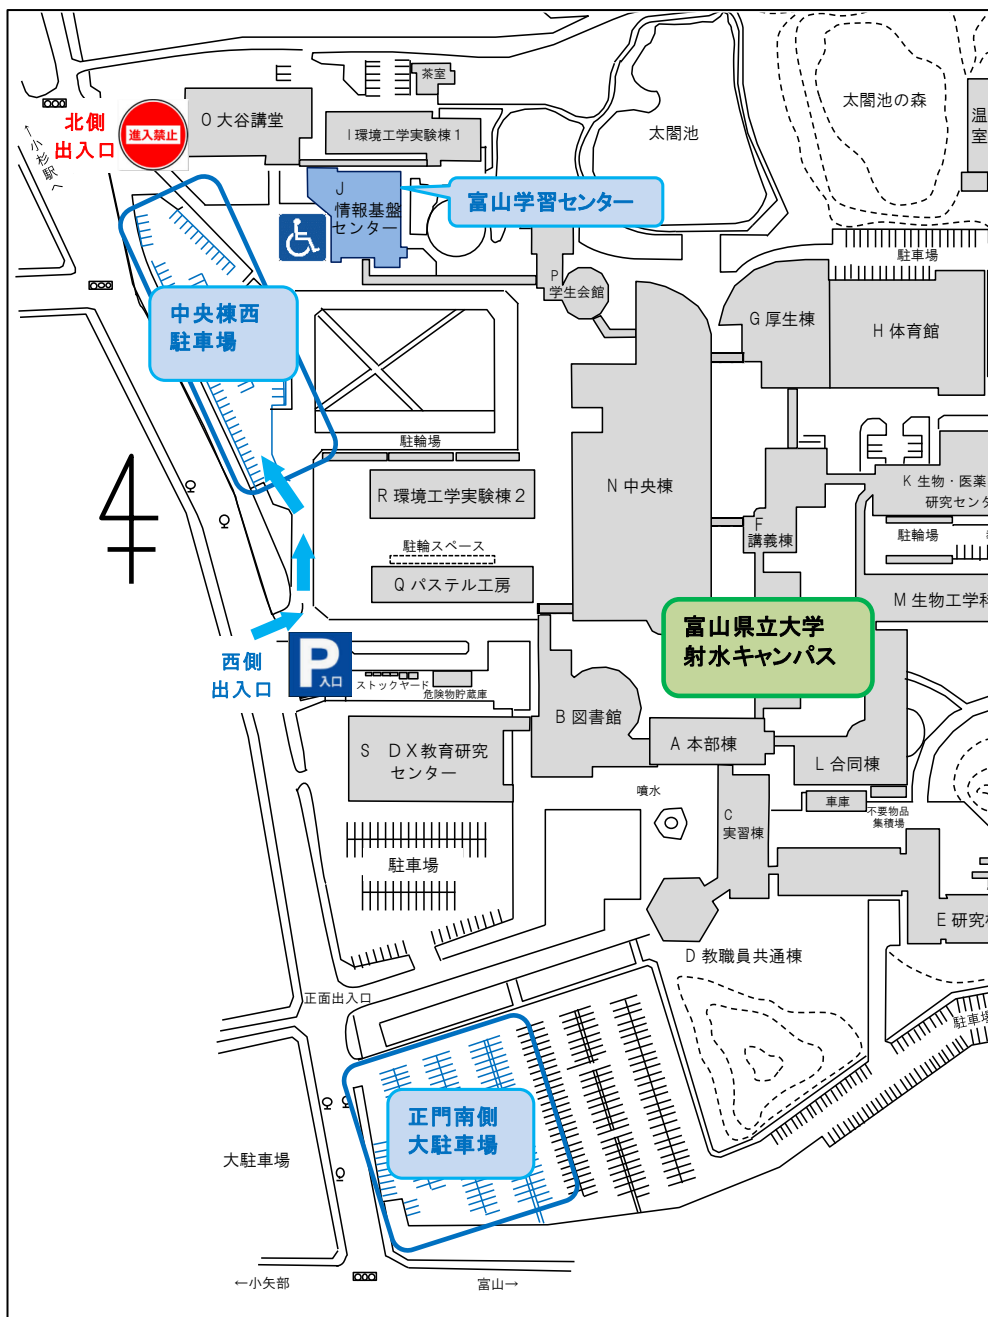 茶室
O 大谷講堂
I 環境工学実験棟1
太閤池
太閤池の森
温室
北側
出入口
進入禁止
←小杉駅へ
J
情報基盤
センター
富山学習センター
P
学生会館
駐車場
G 厚生棟
H 体育館
中央棟西
駐車場
駐輪場
R 環境工学実験棟2
N 中央棟
K 生物・医薬
研究センタ
F
講義棟
駐輪場
駐輪スペース
Q パステル工房
M 生物工学科
富山県立大学
射水キャンパス
西側
出入口
P
入口
ストックヤード
危険物貯蔵庫
B 図書館
A 本部棟
L 合同棟
S DX教育研究
センター
噴水
C
実習棟
車庫
不要物品
集積場
駐車場
E 研究
D 教職員共通棟
正面出入口
駐車場
正門南側
大駐車場
大駐車場
←小矢部
富山→